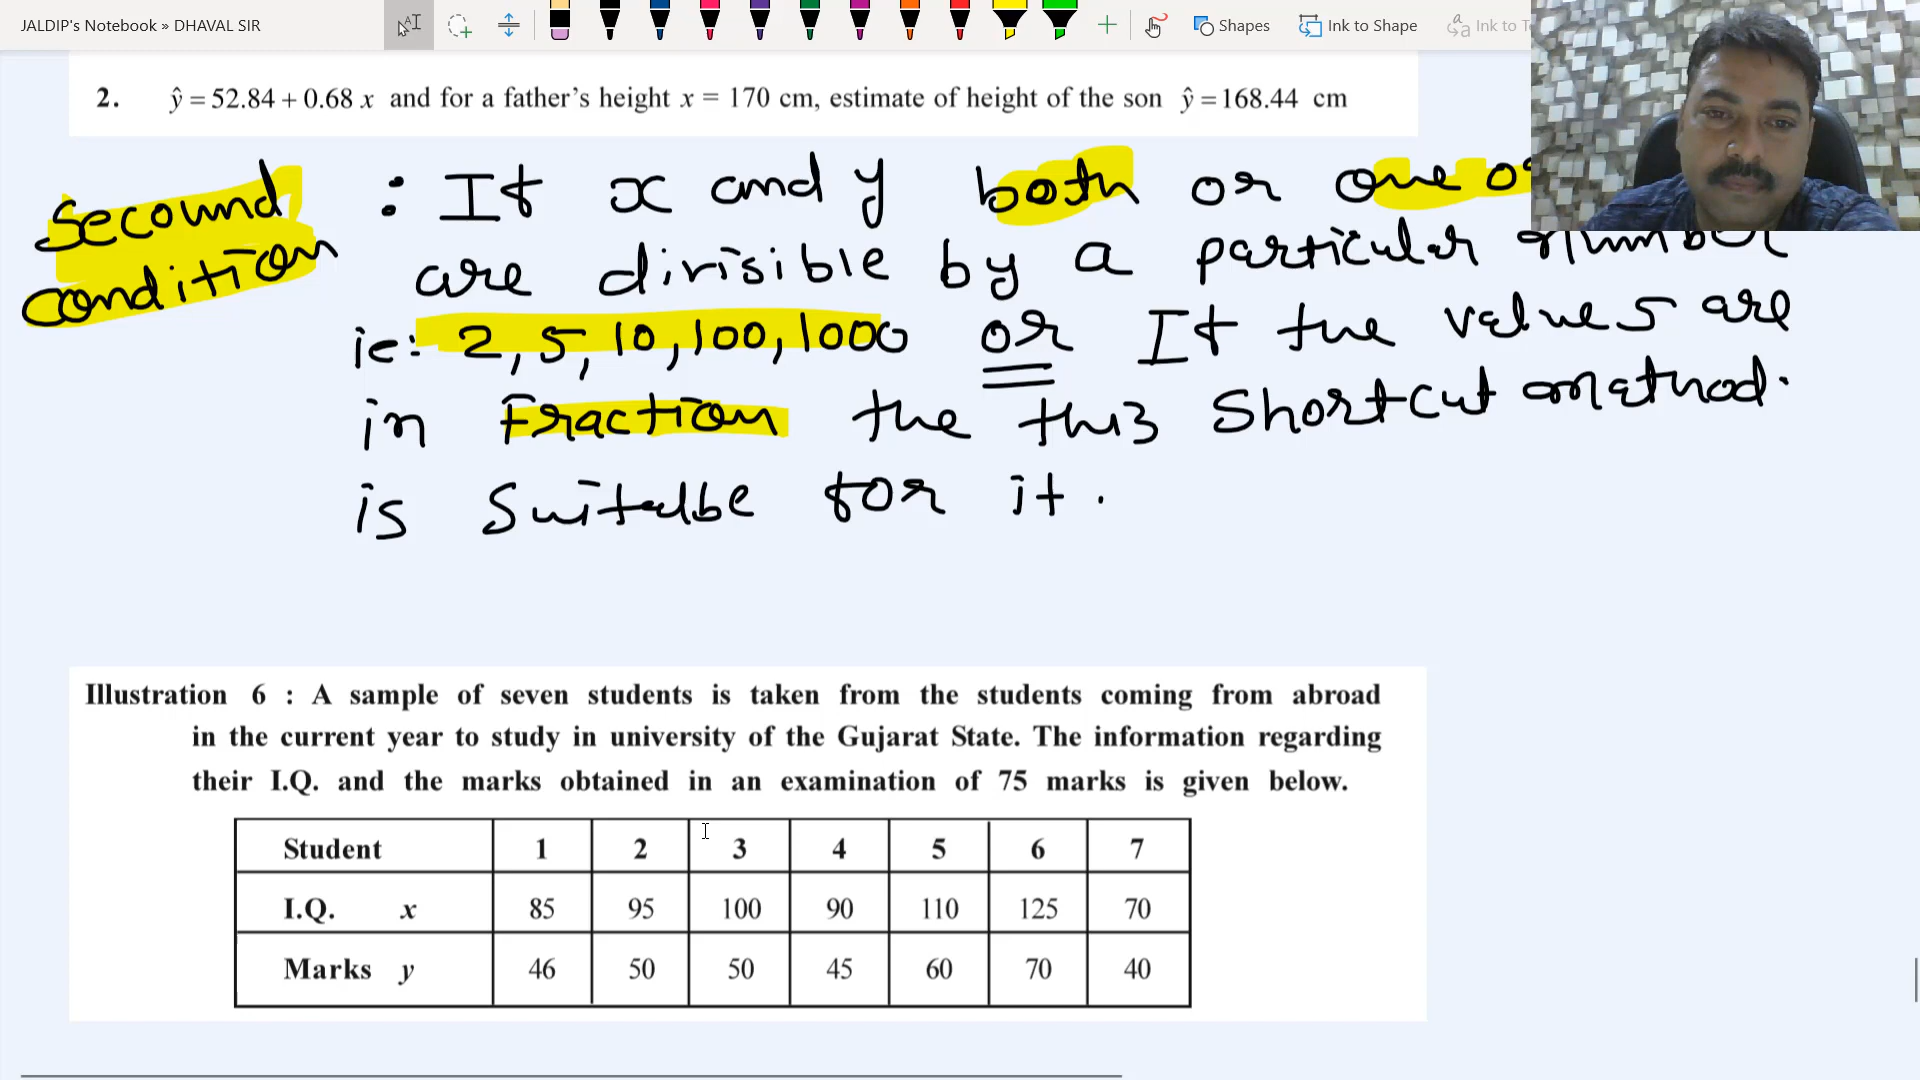 JALDIP's Notebook » DHAVAL SIR
Shapes
Ink to Shape
Ink to T
2. ŷ = 52.84 + 0.68 x and for a father's height x = 170 cm, estimate of height of the son ŷ = 168.44 cm
Secound condition
: If x and y both or one o
are divisible by a particular number
ie: 2, 5, 10, 100, 1000 or If the values are
in Fraction the this Shortcut method.
is Suitalbe for it .
Illustration 6 : A sample of seven students is taken from the students coming from abroad
in the current year to study in university of the Gujarat State. The information regarding
their I.Q. and the marks obtained in an examination of 75 marks is given below.
Student 1 2 3 4 5 6 7
I.Q. x 85 95 100 90 110 125 70
Marks y 46 50 50 45 60 70 40